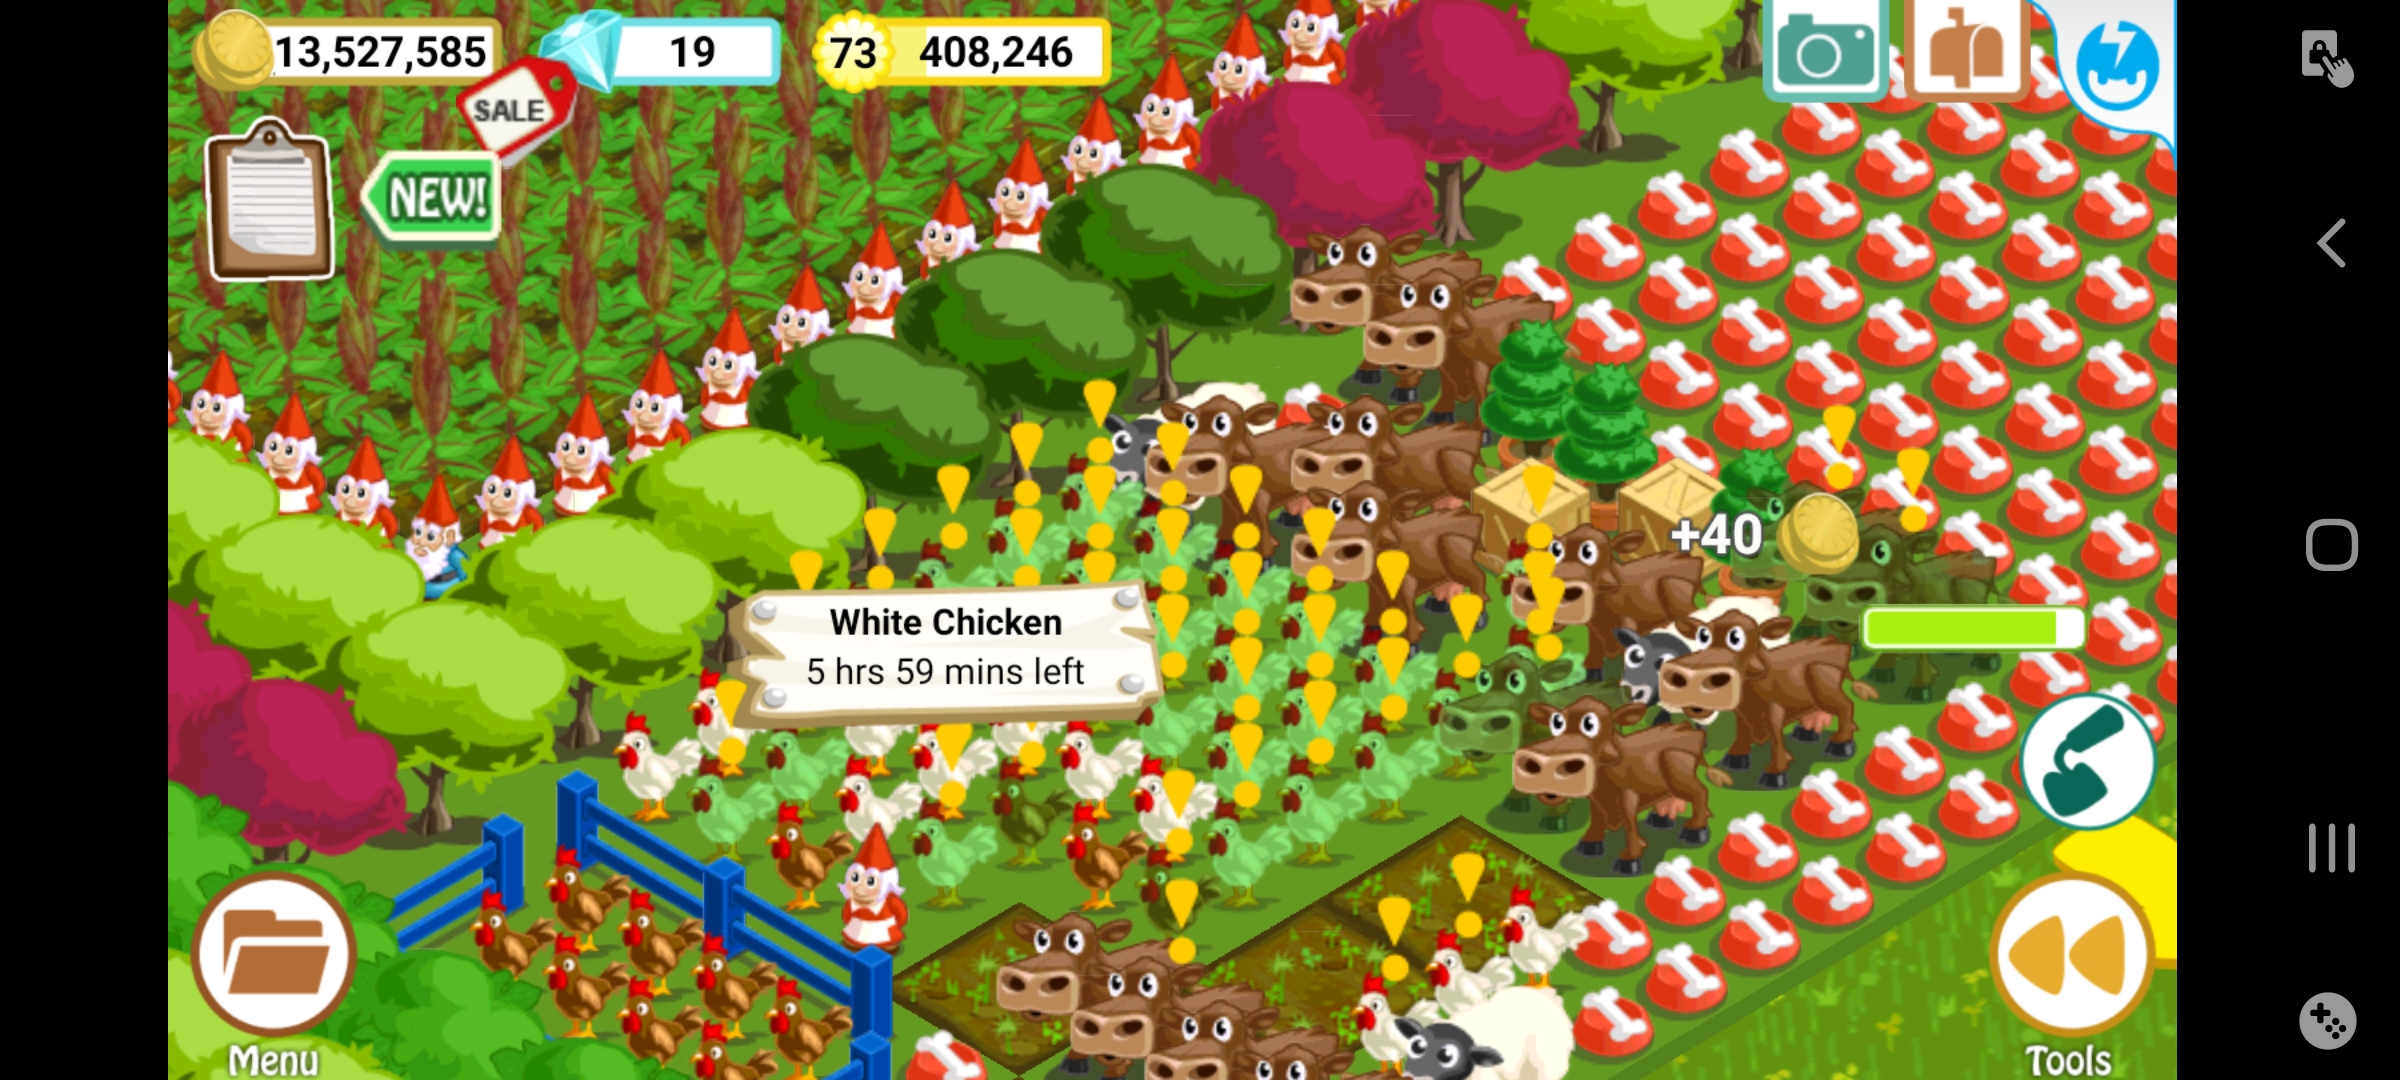 13,527,585
19
73 408,246
SALE
NEW!
+40
White Chicken
5 hrs 59 mins left
Menu
Tools